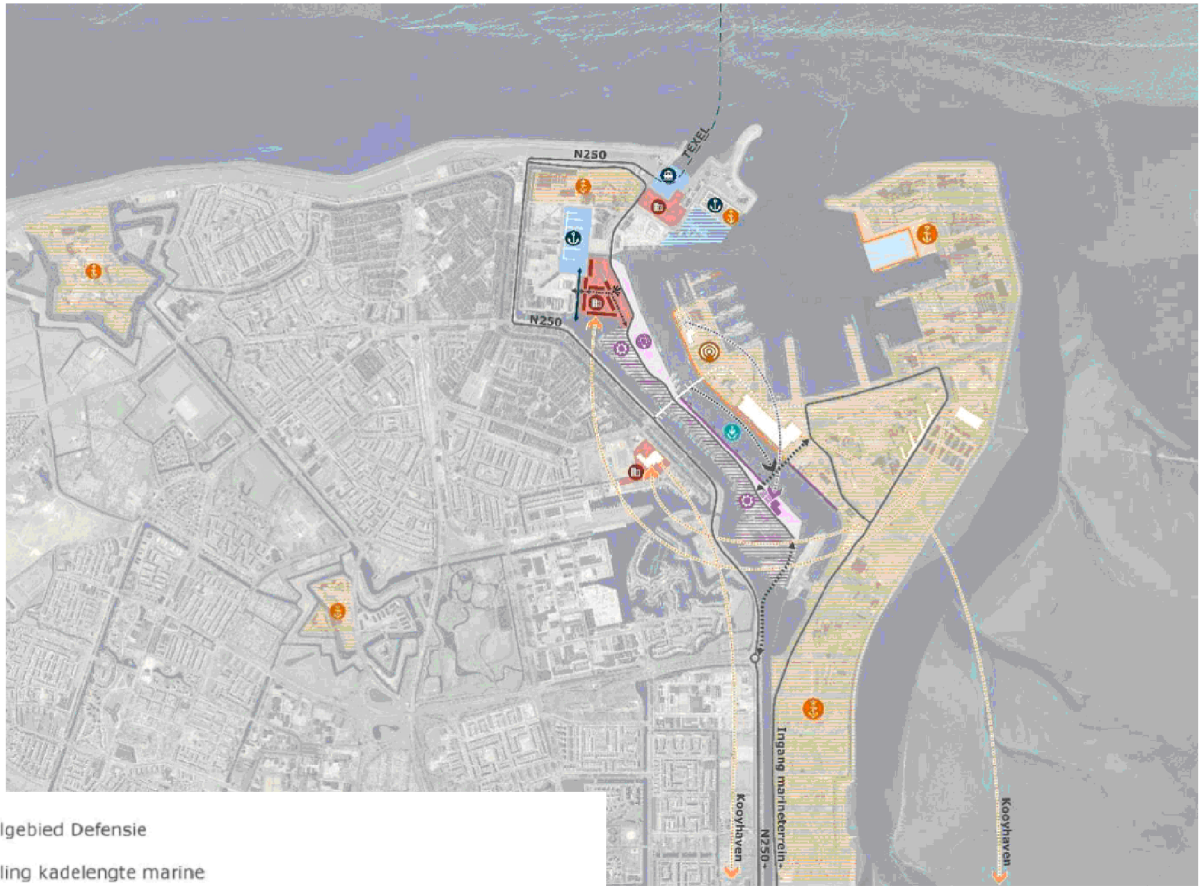 N250
TEXEL
N250
Kooyhaven
N250
Ingang marineterrein
Kooyhaven
lgebied Defensie
ling kadelengte marine